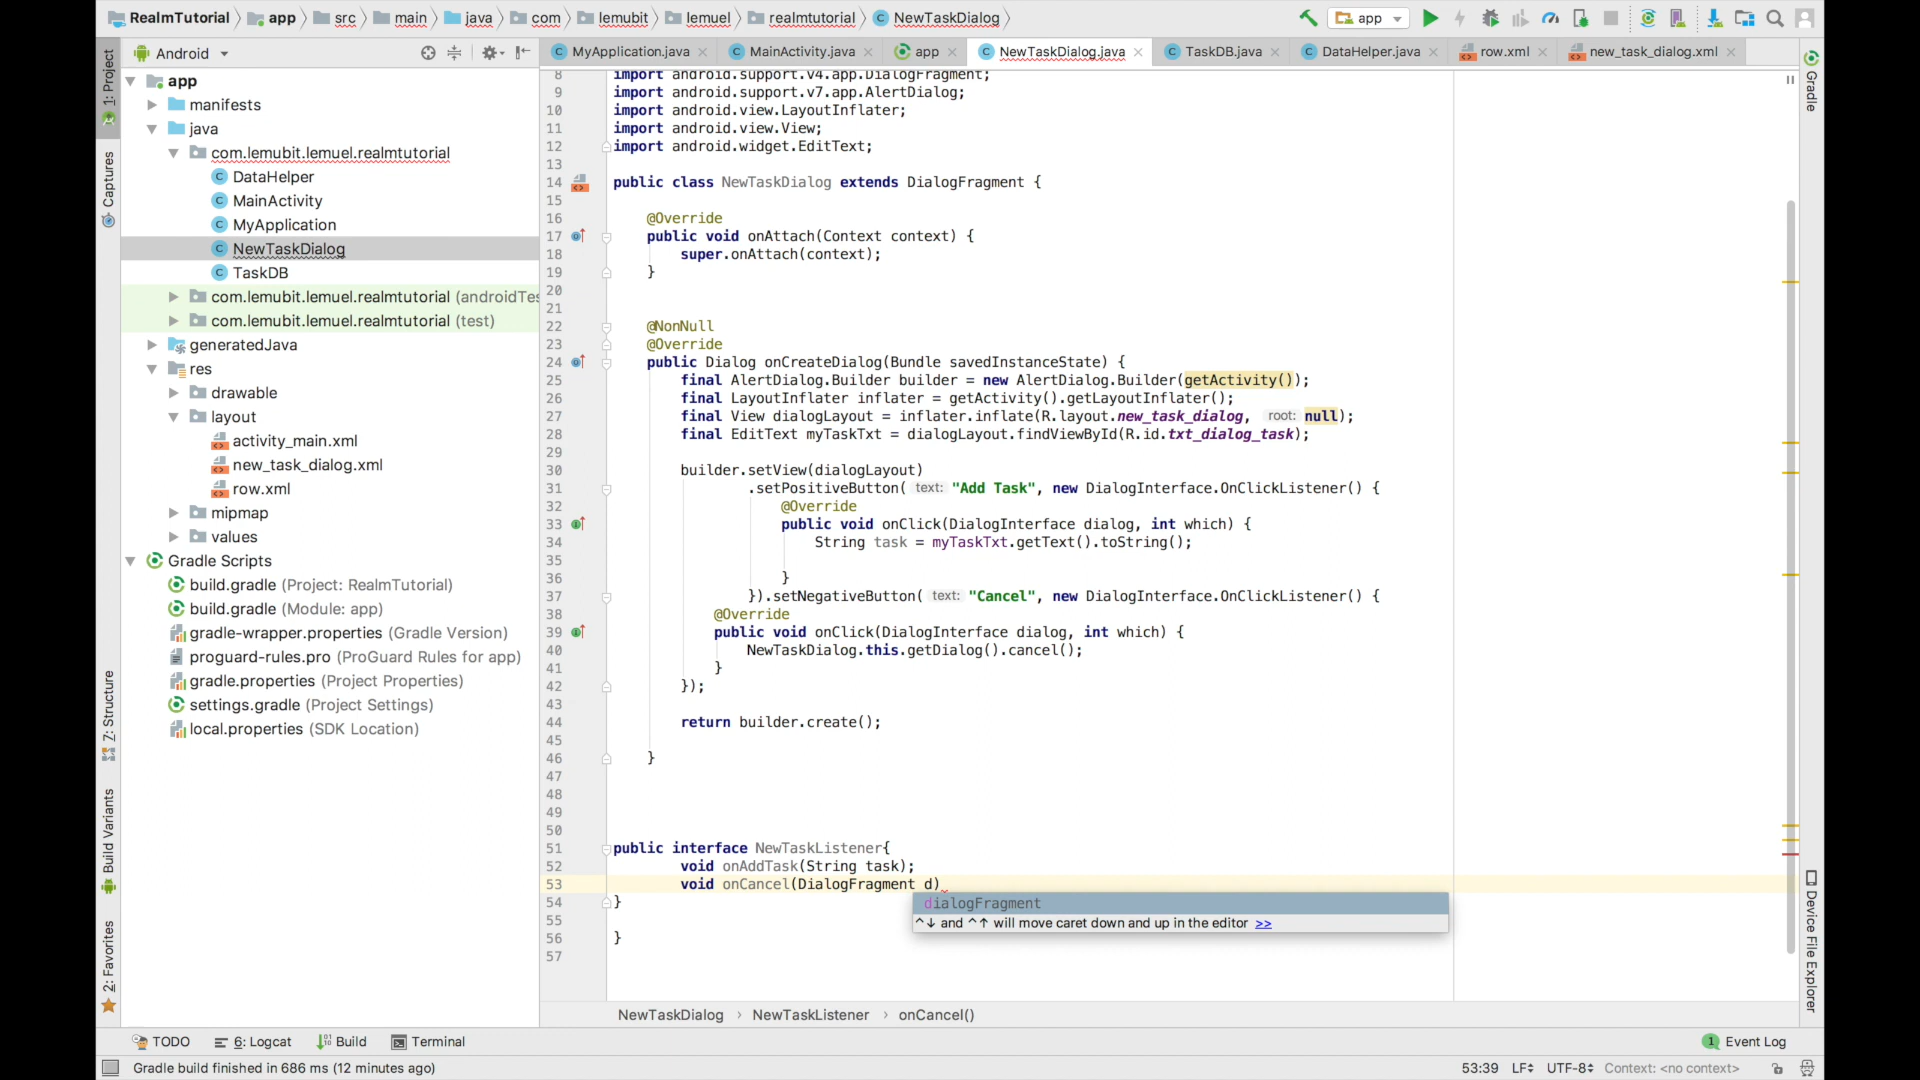 RealmTutorial app src main java com lemubit lemuel realmtutorial NewTaskDialog
app
Android
MyApplication.java MainActivity.java app NewTaskDialog.java TaskDB.java DataHelper.java row.xml new_task_dialog.xml
1: Project
Captures
Z: Structure
Build Variants
2: Favorites
app
manifests
java
com.lemubit.lemuel.realmtutorial
DataHelper
MainActivity
MyApplication
NewTaskDialog
TaskDB
com.lemubit.lemuel.realmtutorial (androidTes
com.lemubit.lemuel.realmtutorial (test)
generatedJava
res
drawable
layout
activity_main.xml
new_task_dialog.xml
row.xml
mipmap
values
Gradle Scripts
build.gradle (Project: RealmTutorial)
build.gradle (Module: app)
gradle-wrapper.properties (Gradle Version)
proguard-rules.pro (ProGuard Rules for app)
gradle.properties (Project Properties)
settings.gradle (Project Settings)
local.properties (SDK Location)
8 import android.support.v4.app.DialogFragment;
9 import android.support.v7.app.AlertDialog;
10 import android.view.LayoutInflater;
11 import android.view.View;
12 import android.widget.EditText;
13
14 public class NewTaskDialog extends DialogFragment {
15
16 @Override
17 public void onAttach(Context context) {
18 super.onAttach(context);
19 }
20
21
22 @NonNull
23 @Override
24 public Dialog onCreateDialog(Bundle savedInstanceState) {
25 final AlertDialog.Builder builder = new AlertDialog.Builder(getActivity());
26 final LayoutInflater inflater = getActivity().getLayoutInflater();
27 final View dialogLayout = inflater.inflate(R.layout.new_task_dialog, root: null);
28 final EditText myTaskTxt = dialogLayout.findViewById(R.id.txt_dialog_task);
29
30 builder.setView(dialogLayout)
31 .setPositiveButton( text: "Add Task", new DialogInterface.OnClickListener() {
32 @Override
33 public void onClick(DialogInterface dialog, int which) {
34 String task = myTaskTxt.getText().toString();
35
36 }
37 }).setNegativeButton( text: "Cancel", new DialogInterface.OnClickListener() {
38 @Override
39 public void onClick(DialogInterface dialog, int which) {
40 NewTaskDialog.this.getDialog().cancel();
41 }
42 });
43
44 return builder.create();
45
46 }
47
48
49
50
51 public interface NewTaskListener{
52 void onAddTask(String task);
53 void onCancel(DialogFragment d)
54 }
55
56 }
57
dialogFragment
^↓ and ^↑ will move caret down and up in the editor >>
NewTaskDialog › NewTaskListener › onCancel()
Gradle
Device File Explorer
TODO 6: Logcat Build Terminal 1 Event Log
Gradle build finished in 686 ms (12 minutes ago) 53:39 LF UTF-8 Context: <no context>